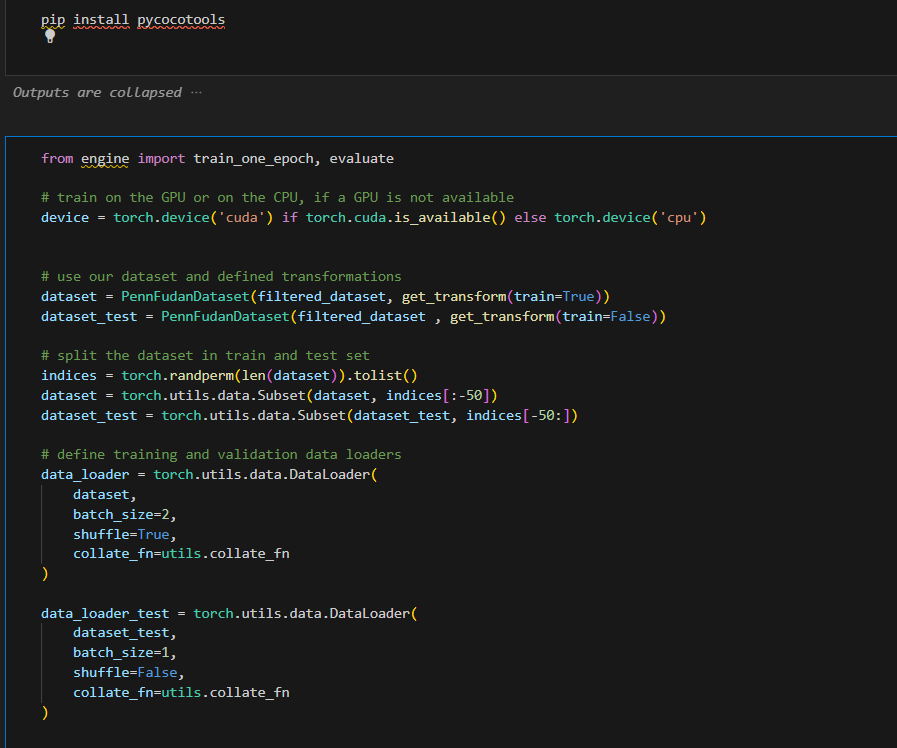 pip install pycocotools
Outputs are collapsed ···
from engine import train_one_epoch, evaluate
# train on the GPU or on the CPU, if a GPU is not available
device = torch.device('cuda') if torch.cuda.is_available() else torch.device('cpu')
# use our dataset and defined transformations
dataset = PennFudanDataset(filtered_dataset, get_transform(train=True))
dataset_test = PennFudanDataset(filtered_dataset , get_transform(train=False))
# split the dataset in train and test set
indices = torch.randperm(len(dataset)).tolist()
dataset = torch.utils.data.Subset(dataset, indices[:-50])
dataset_test = torch.utils.data.Subset(dataset_test, indices[-50:])
# define training and validation data loaders
data_loader = torch.utils.data.DataLoader(
    dataset,
    batch_size=2,
    shuffle=True,
    collate_fn=utils.collate_fn
)
data_loader_test = torch.utils.data.DataLoader(
    dataset_test,
    batch_size=1,
    shuffle=False,
    collate_fn=utils.collate_fn
)